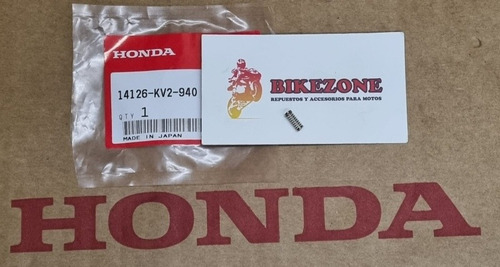 HONDA
14126-KV2-940
QTY 1
MADE IN JAPAN
BIKEZONE
REPUESTOS Y ACCESORIOS PARA MOTOS
HONDA